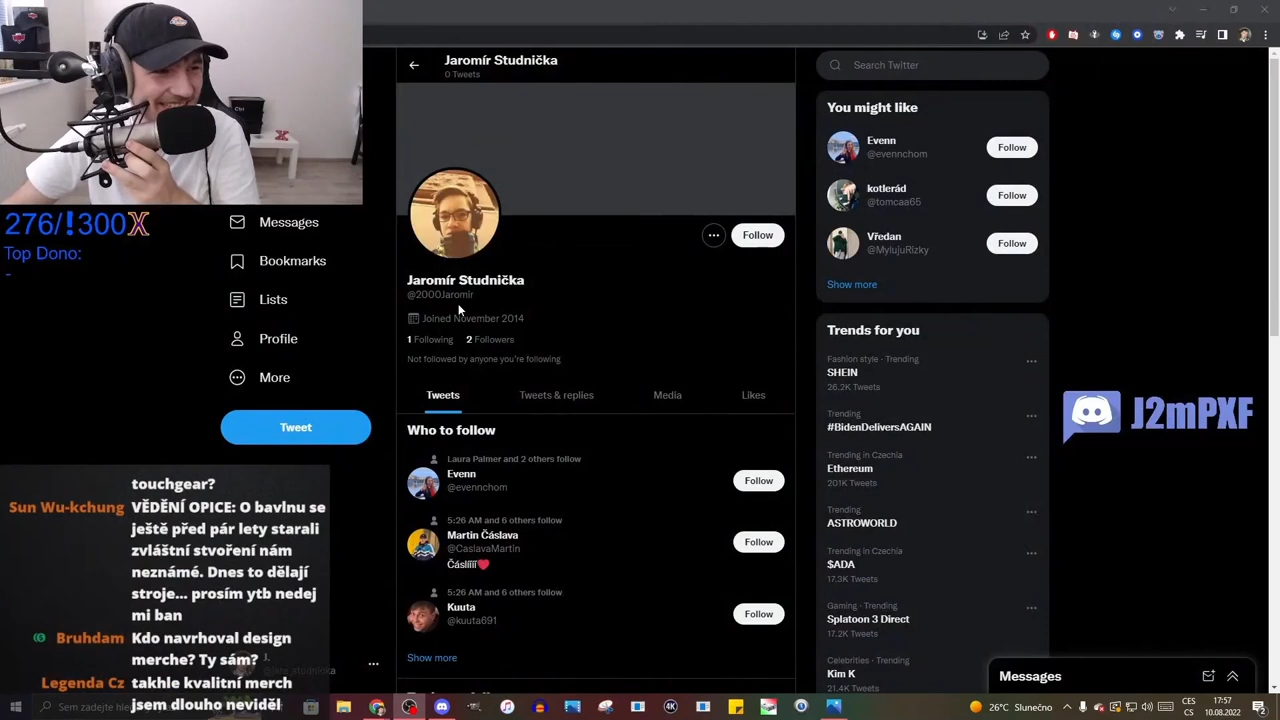 Jaromír Studnička
0 Tweets
Search Twitter
You might like
Evenn
@evennchom
Follow
kotlerád
@tomcaa65
Follow
Vředan
@MylujuRizky
Follow
Show more
Ctrl
276/!300X
Top Dono:
-
Messages
Bookmarks
Lists
Profile
More
Tweet
Follow
Jaromír Studnička
@2000Jaromir
Joined November 2014
1 Following 2 Followers
Not followed by anyone you're following
Tweets Tweets & replies Media Likes
Who to follow
Laura Palmer and 2 others follow
Evenn
@evennchom
Follow
5:26 AM and 6 others follow
Martin Čáslava
@CaslavaMartin
Follow
Čáslíííí❤
5:26 AM and 6 others follow
Kuuta
@kuuta691
Follow
Show more
Trends for you
Fashion style · Trending
SHEIN
26.2K Tweets
Trending
#BidenDeliversAGAIN
Trending in Czechia
Ethereum
201K Tweets
Trending
ASTROWORLD
Trending in Czechia
$ADA
17,3K Tweets
Gaming · Trending
Splatoon 3 Direct
17.2K Tweets
Celebrities · Trending
Kim K
21.4K Tweets
J2mPXF
Messages
touchgear?
Sun Wu-kchung VĚDĚNÍ OPICE: O bavlnu se
ještě před pár lety starali
zvláštní stvoření nám
neznámé. Dnes to dělají
stroje... prosím ytb nedej
mi ban
Bruhdam Kdo navrhoval design
merche? Ty sám?
J.
Legenda Cz takhle kvalitní merch
jsem dlouho neviděl
Sem zadejte
26°C Slunečno
CES
CS
17:57
10.08.2022